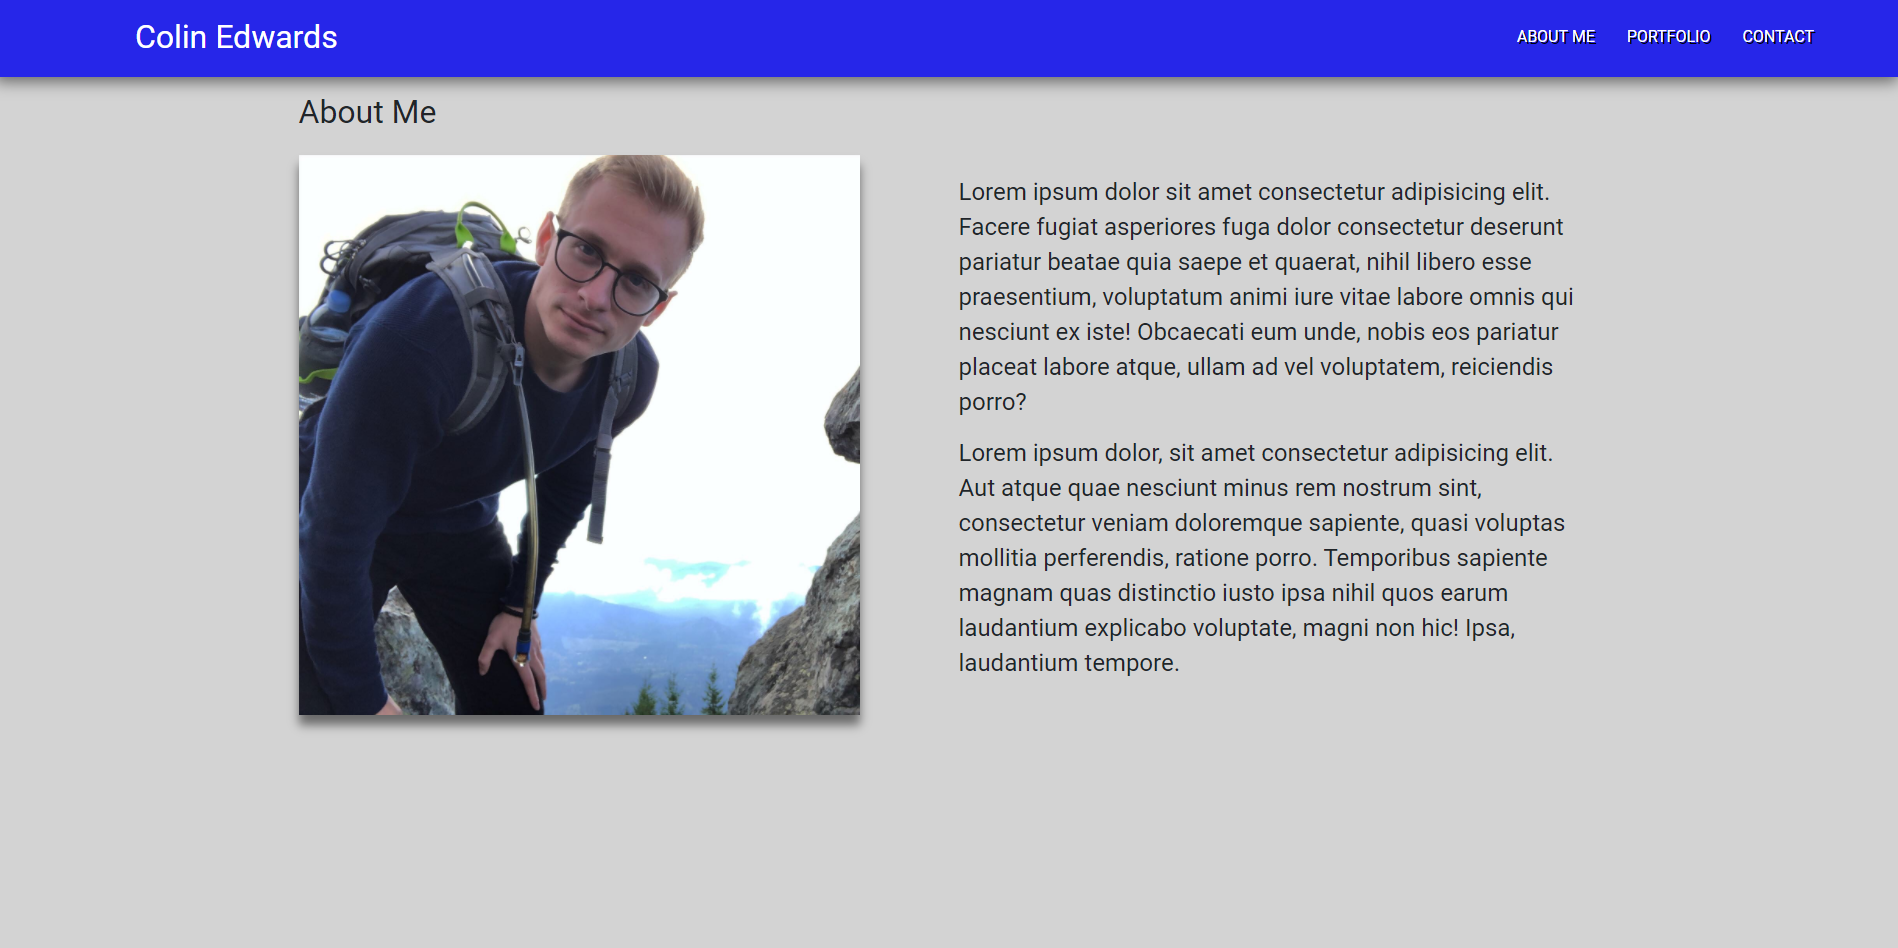 Colin Edwards
ABOUT ME PORTFOLIO CONTACT
About Me
Lorem ipsum dolor sit amet consectetur adipisicing elit.
Facere fugiat asperiores fuga dolor consectetur deserunt
pariatur beatae quia saepe et quaerat, nihil libero esse
praesentium, voluptatum animi iure vitae labore omnis qui
nesciunt ex iste! Obcaecati eum unde, nobis eos pariatur
placeat labore atque, ullam ad vel voluptatem, reiciendis
porro?
Lorem ipsum dolor, sit amet consectetur adipisicing elit.
Aut atque quae nesciunt minus rem nostrum sint,
consectetur veniam doloremque sapiente, quasi voluptas
mollitia perferendis, ratione porro. Temporibus sapiente
magnam quas distinctio iusto ipsa nihil quos earum
laudantium explicabo voluptate, magni non hic! Ipsa,
laudantium tempore.